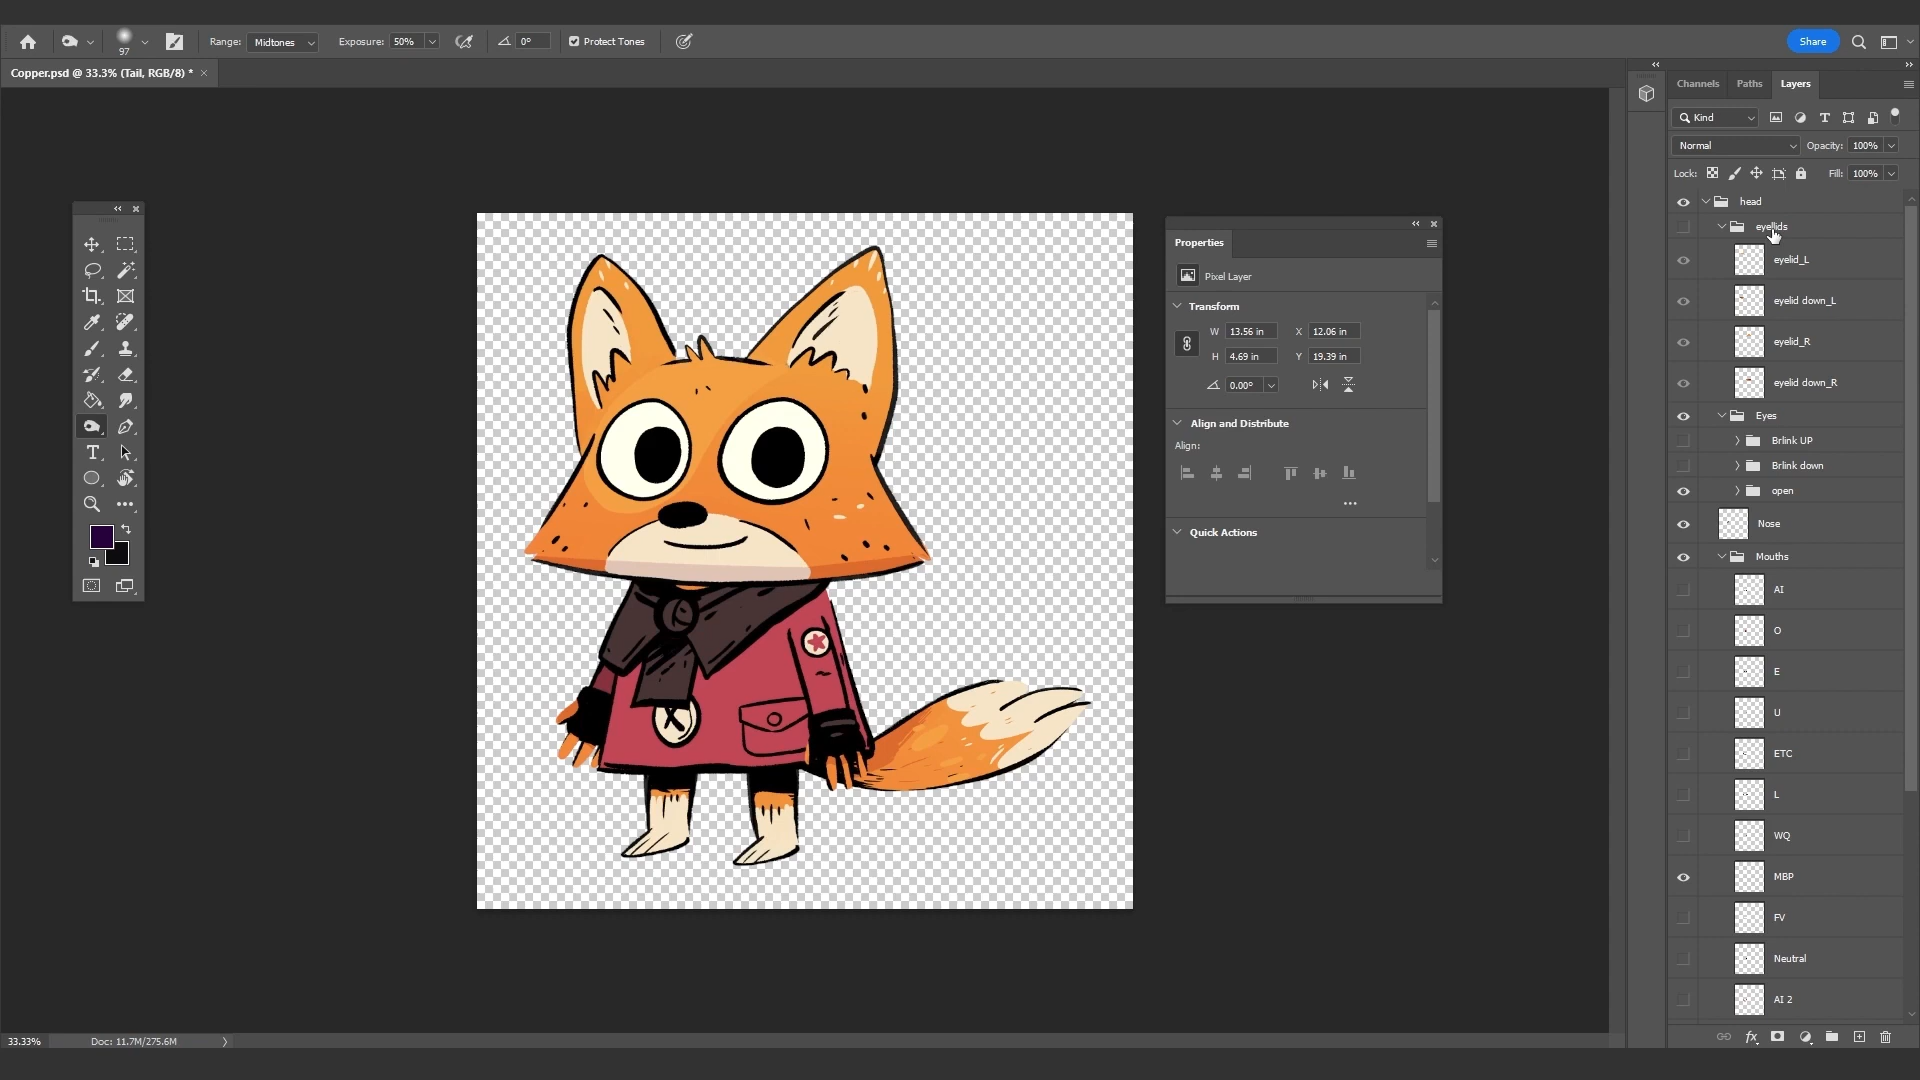 97
Range:
Midtones
Exposure:
50%
0°
Protect Tones
Share
Copper.psd @ 33.3% (Tail, RGB/8) *
Channels
Paths
Layers
Kind
Normal
Opacity:
100%
Lock:
Fill:
100%
head
eyelids
eyelid_L
eyelid down_L
eyelid_R
eyelid down_R
Eyes
Brlink UP
Brlink down
open
Nose
Mouths
AI
O
E
U
ETC
L
WQ
MBP
FV
Neutral
AI 2
Properties
Pixel Layer
Transform
W
13.56 in
X
12.06 in
H
4.69 in
Y
19.39 in
0.00°
Align and Distribute
Align:
Quick Actions
33.33%
Doc: 11.7M/275.6M